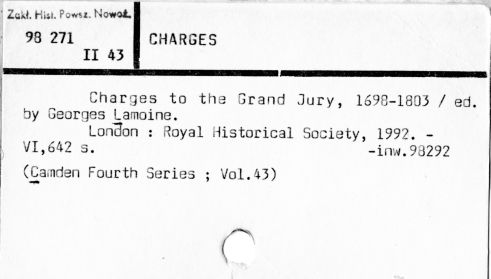 Zakł. Hist. Powsz. Nowoż.
98 271
II 43
CHARGES
Charges to the Grand Jury, 1698-1803 / ed.
by Georges Lamoine.
London : Royal Historical Society, 1992. -
VI,642 s. -inw.98292
(Camden Fourth Series ; Vol.43)